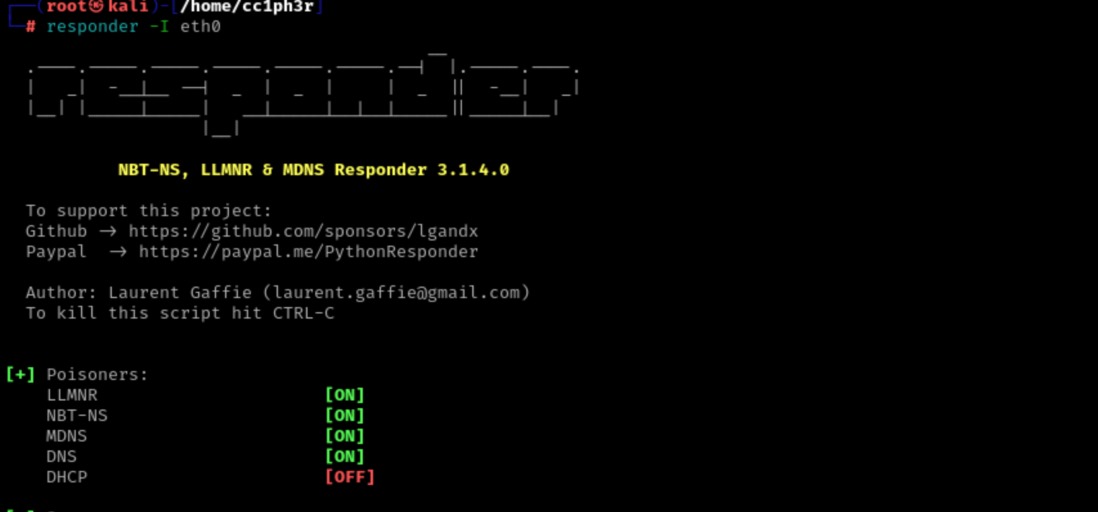 (root㉿kali)-[/home/cc1ph3r]
# responder -I eth0
responder
NBT-NS, LLMNR & MDNS Responder 3.1.4.0
To support this project:
Github → https://github.com/sponsors/lgandx
Paypal  → https://paypal.me/PythonResponder
Author: Laurent Gaffie (laurent.gaffie@gmail.com)
To kill this script hit CTRL-C
[+] Poisoners:
LLMNR [ON]
NBT-NS [ON]
MDNS [ON]
DNS [ON]
DHCP [OFF]